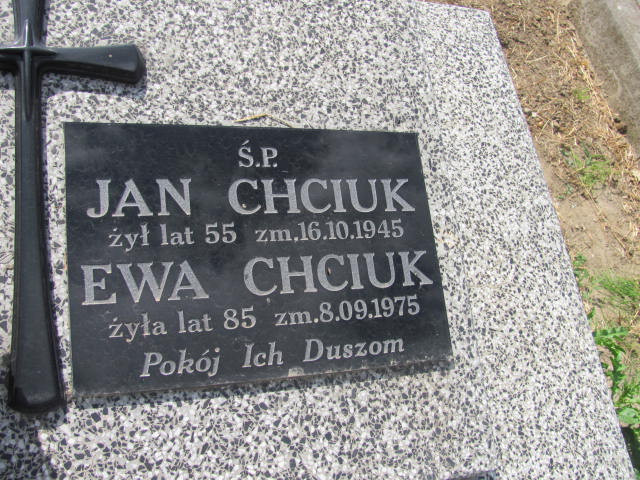 Ś.P.
JAN CHCIUK
żył lat 55 zm.16.10.1945
EWA CHCIUK
żyła lat 85 zm.8.09.1975
Pokój Ich Duszom